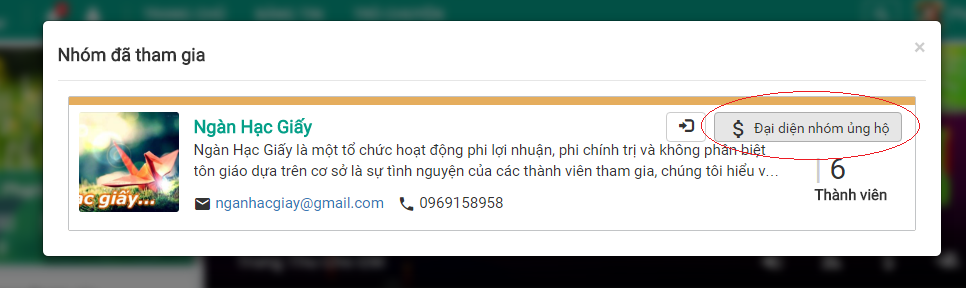 Nhóm đã tham gia
×
Ngàn Hạc Giấy
$ Đại diện nhóm ủng hộ
Ngàn Hạc Giấy là một tổ chức hoạt động phi lợi nhuận, phi chính trị và không phân biệt
tôn giáo dựa trên cơ sở là sự tình nguyện của các thành viên tham gia, chúng tôi hiểu v...
6
Thành viên
ạc giấy...
nganhacgiay@gmail.com 0969158958